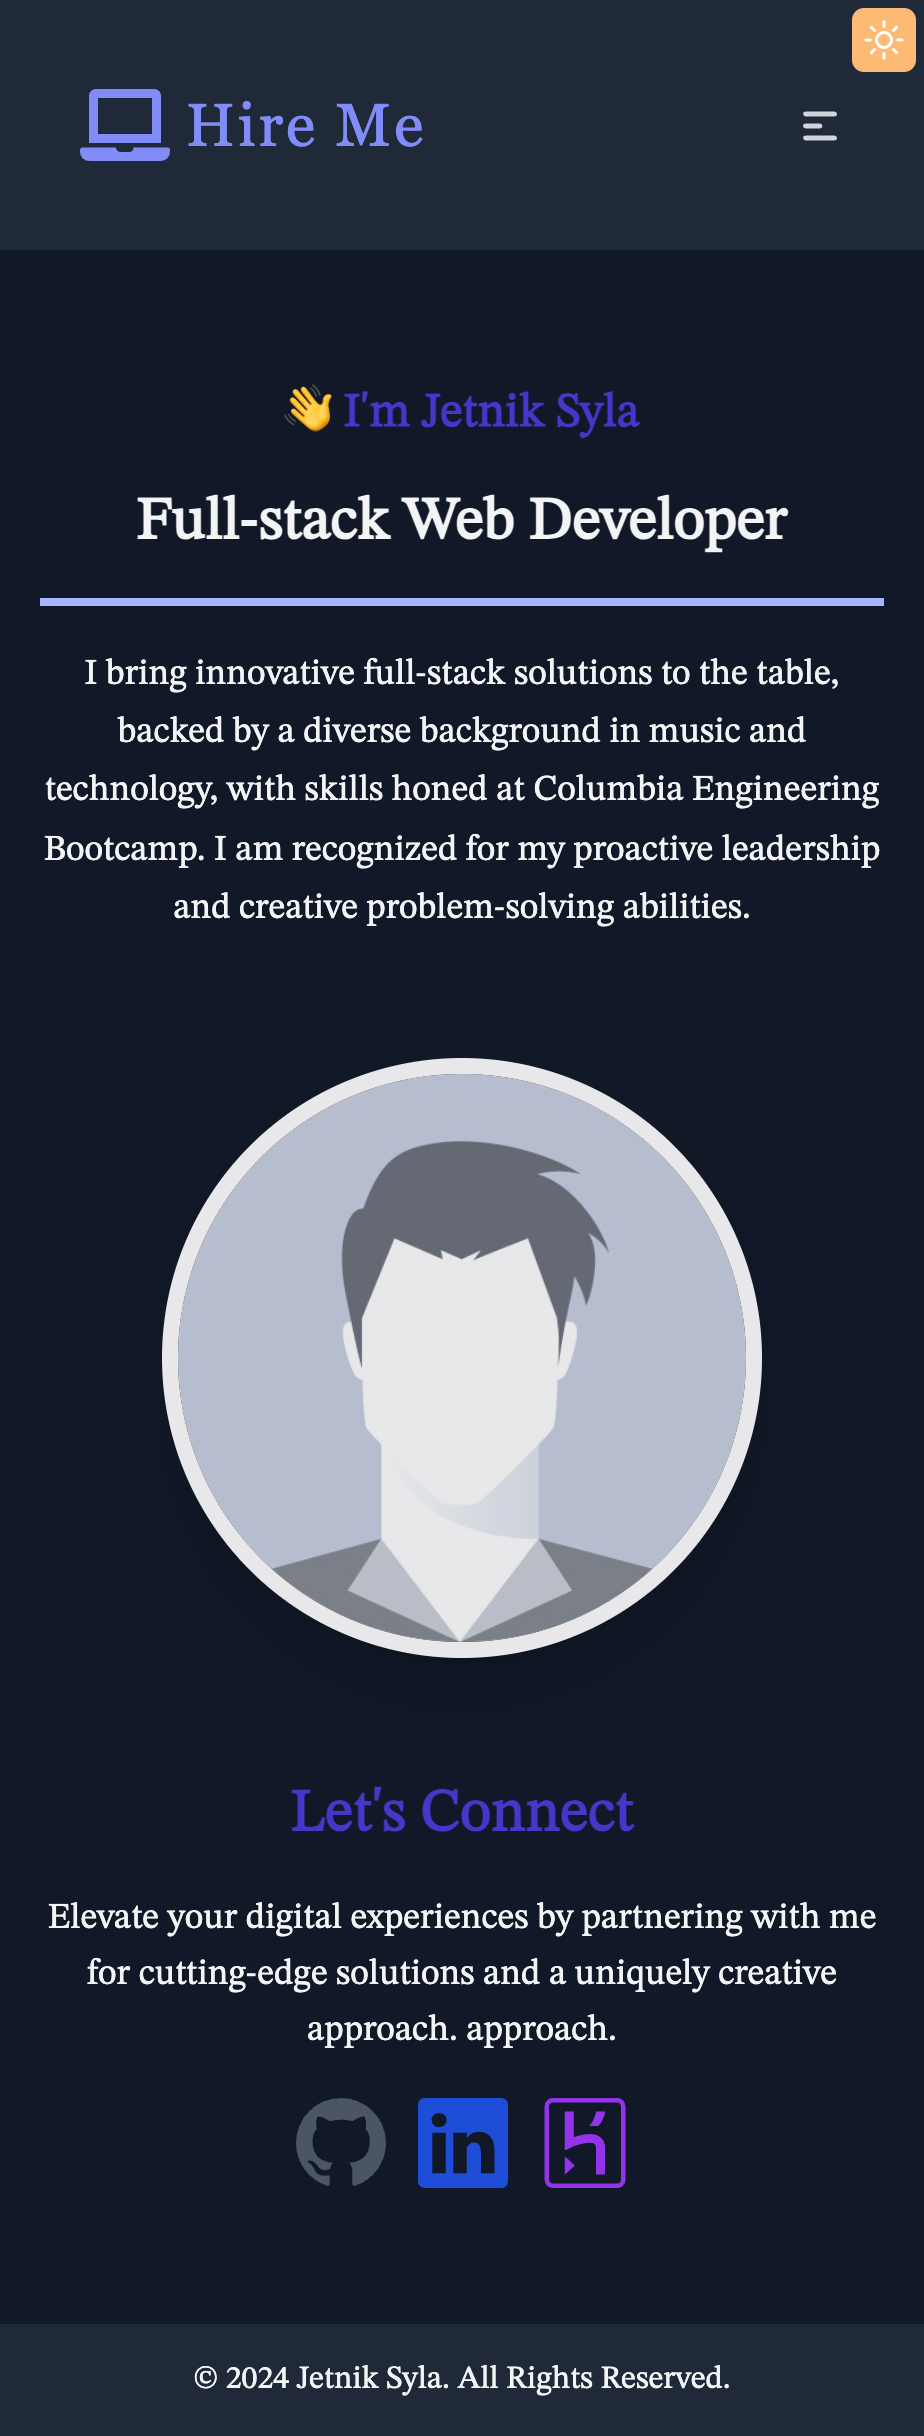 Hire Me
👋 I'm Jetnik Syla
Full-stack Web Developer
I bring innovative full-stack solutions to the table,
backed by a diverse background in music and
technology, with skills honed at Columbia Engineering
Bootcamp. I am recognized for my proactive leadership
and creative problem-solving abilities.
Let's Connect
Elevate your digital experiences by partnering with me
for cutting-edge solutions and a uniquely creative
approach. approach.
in
© 2024 Jetnik Syla. All Rights Reserved.